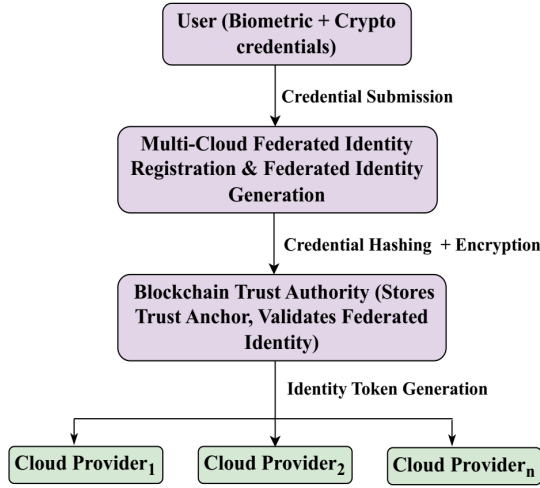 User (Biometric + Crypto
credentials)
Credential Submission
Multi-Cloud Federated Identity
Registration & Federated Identity
Generation
Credential Hashing + Encryption
Blockchain Trust Authority (Stores
Trust Anchor, Validates Federated
Identity)
Identity Token Generation
Cloud Provider₁ Cloud Provider₂ Cloud Providerₙ